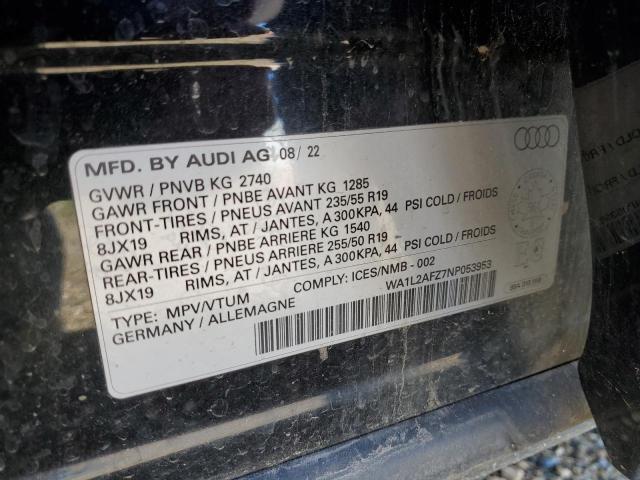 MFD. BY AUDI AG 08/ 22
GVWR / PNVB KG 2740
GAWR FRONT / PNBE AVANT KG 1285
FRONT-TIRES / PNEUS AVANT 235/55 R19
8JX19 RIMS, AT / JANTES, A 300KPA, 44 PSI COLD / FROIDS
GAWR REAR / PNBE ARRIERE KG 1540
REAR-TIRES / PNEUS ARRIERE 255/50 R19
8JX19 RIMS, AT / JANTES, A 300KPA, 44 PSI COLD / FROIDS
COMPLY: ICES/NMB - 002
TYPE: MPV/VTUM
WA1L2AFZ7NP053953
GERMANY / ALLEMAGNE